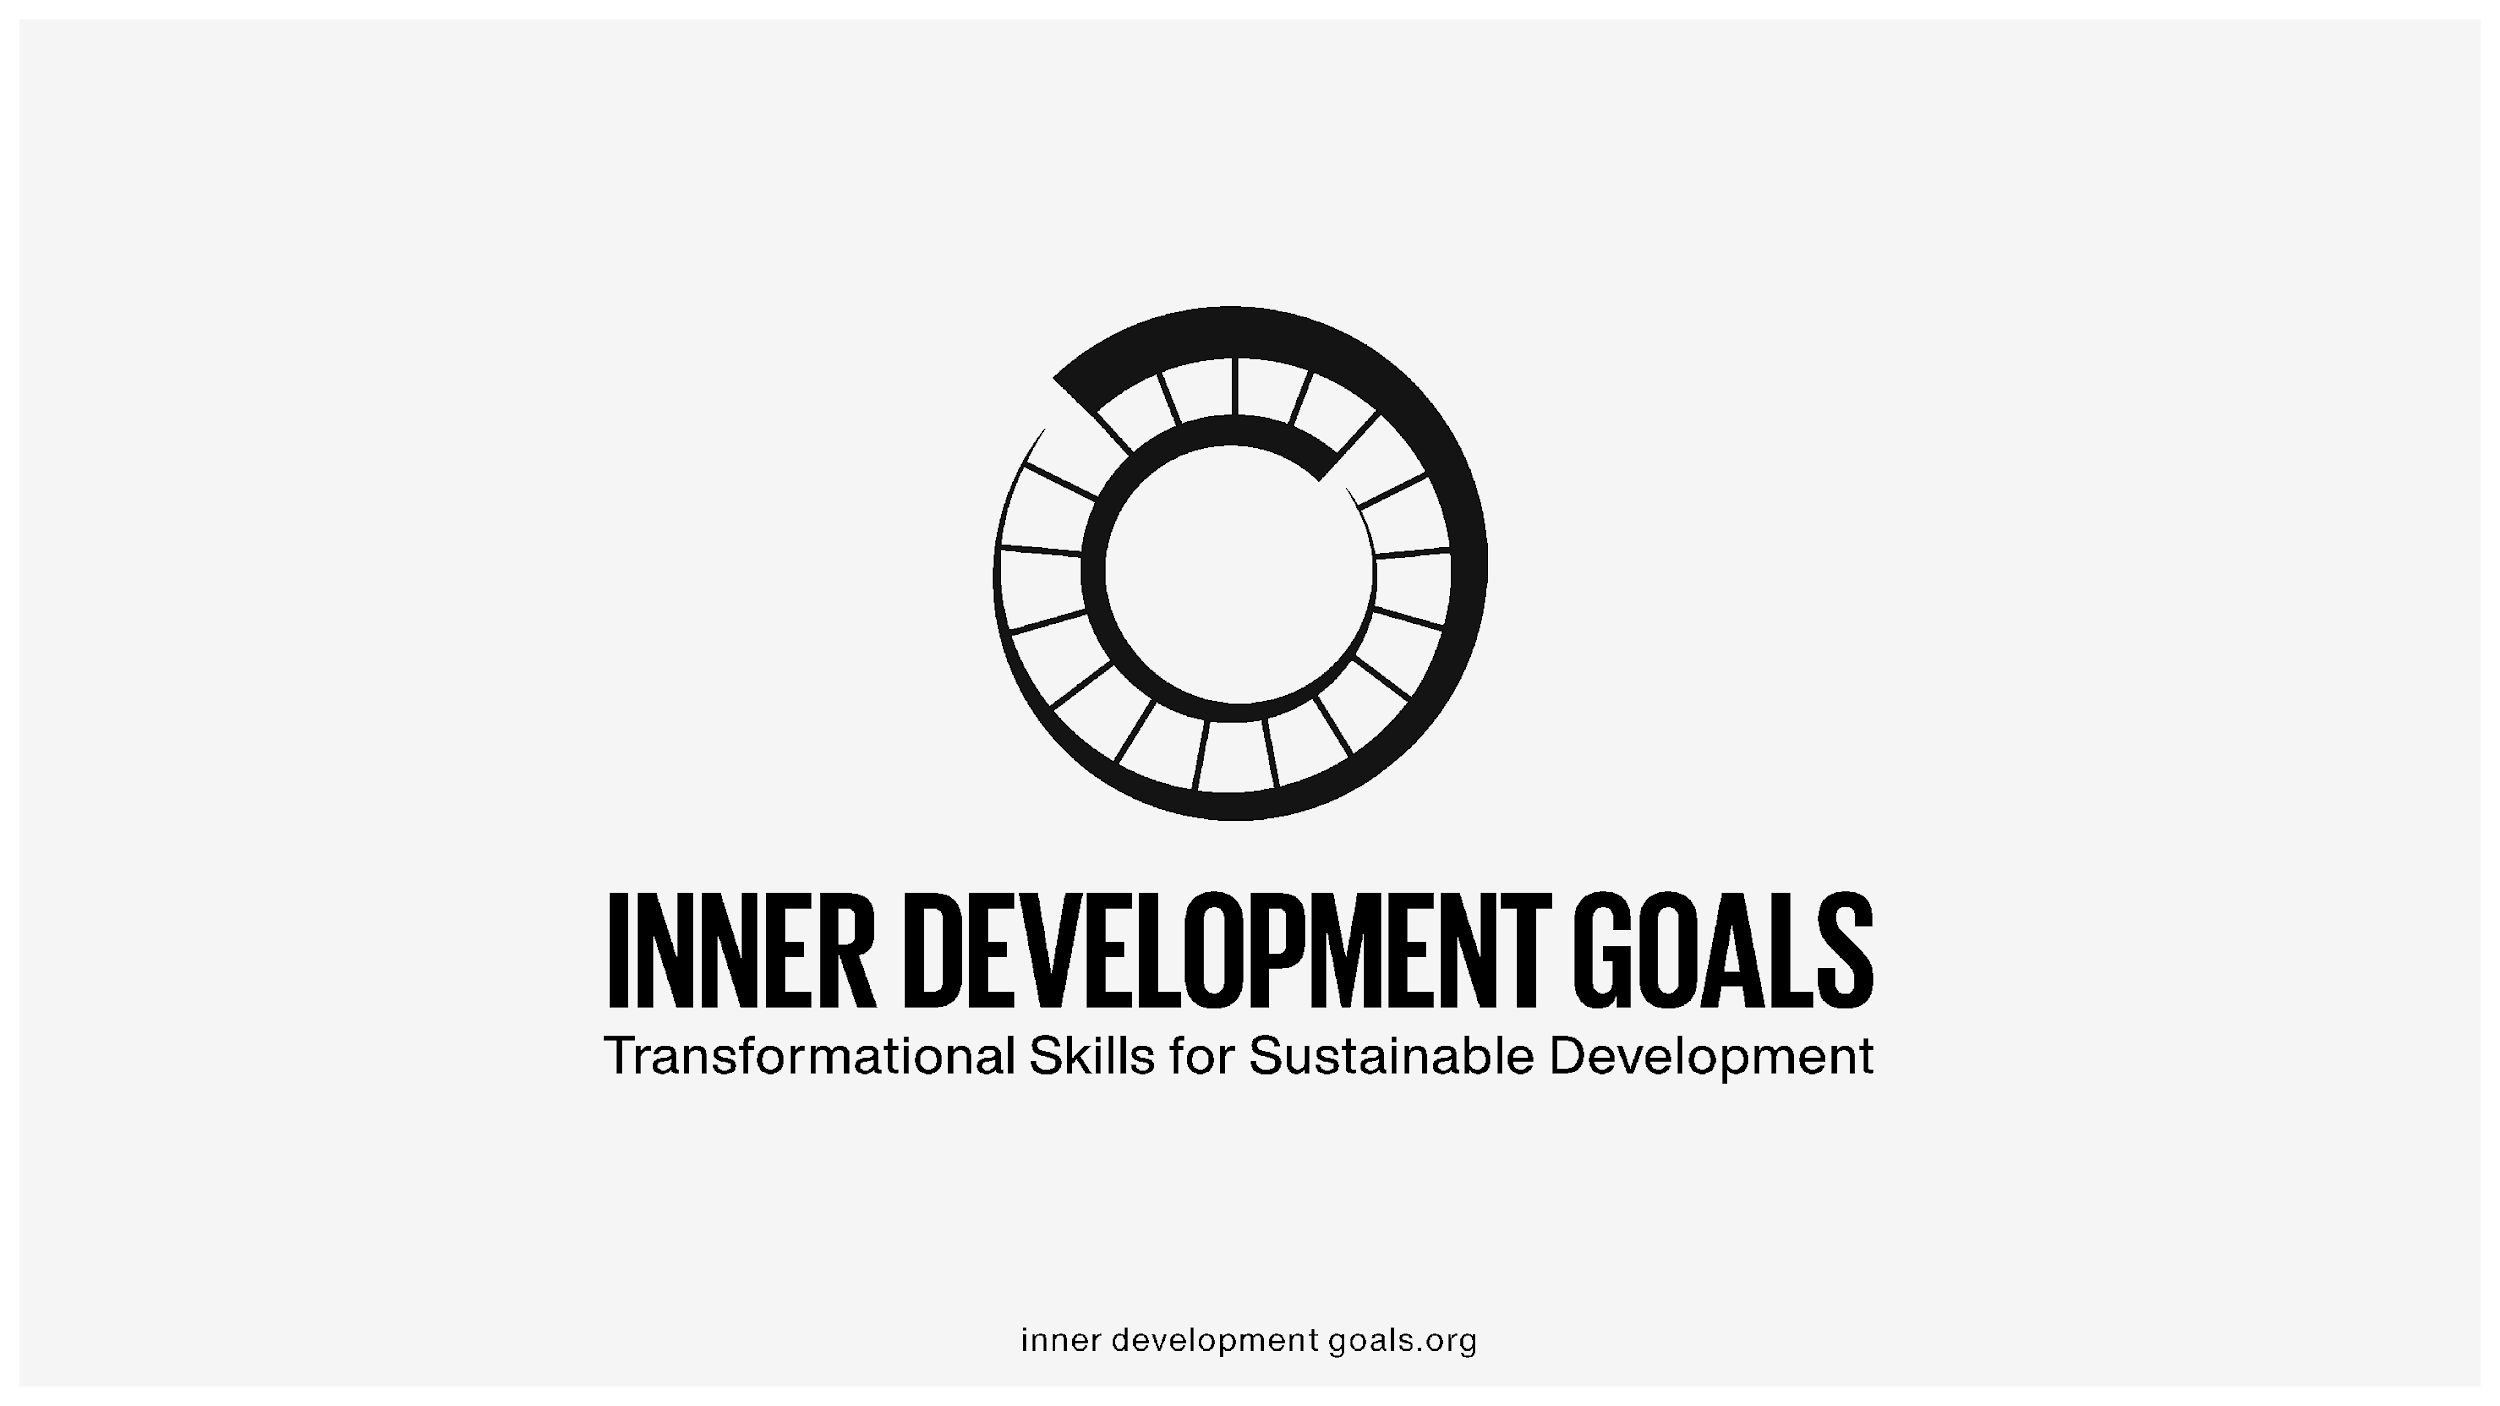 INNER DEVELOPMENT GOALS
Transformational Skills for Sustainable Development
inner development goals.org